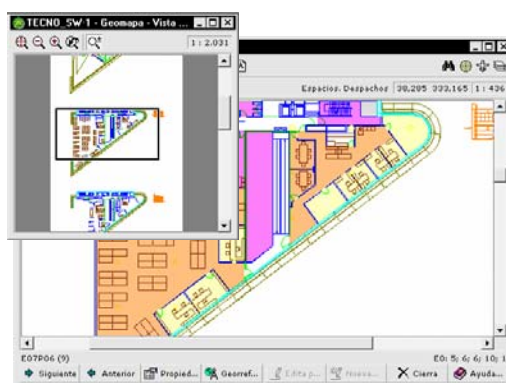 TECNO_SW 1 - Geomapa - Vista ...
1 : 2.031
Espacios. Despachos 38,205 333,165 1 : 436
E07P06 (9)
E0: 5; 6; 6; 10; 1
Siguiente Anterior Propied... Georref... Edita p... Nueva... Cierra Ayuda...